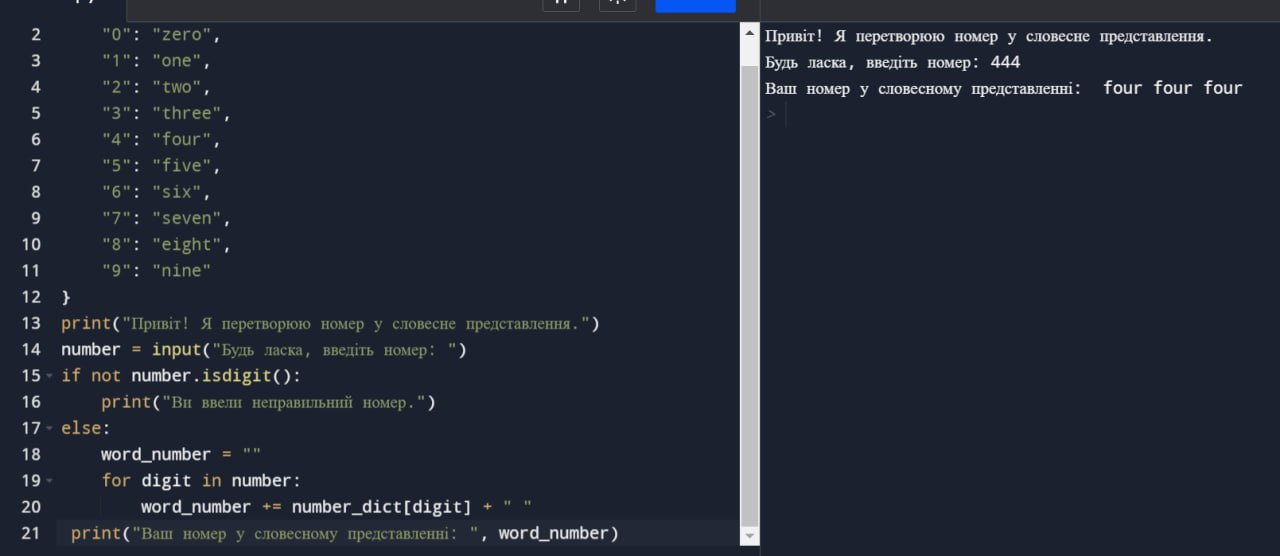 2 "0": "zero",
3 "1": "one",
4 "2": "two",
5 "3": "three",
6 "4": "four",
7 "5": "five",
8 "6": "six",
9 "7": "seven",
10 "8": "eight",
11 "9": "nine"
12 }
13 print("Привіт! Я перетворюю номер у словесне представлення.")
14 number = input("Будь ласка, введіть номер: ")
15 if not number.isdigit():
16 print("Ви ввели неправильний номер.")
17 else:
18 word_number = ""
19 for digit in number:
20 word_number += number_dict[digit] + " "
21 print("Ваш номер у словесному представленні: ", word_number)
Привіт! Я перетворюю номер у словесне представлення.
Будь ласка, введіть номер: 444
Ваш номер у словесному представленні:  four four four
>